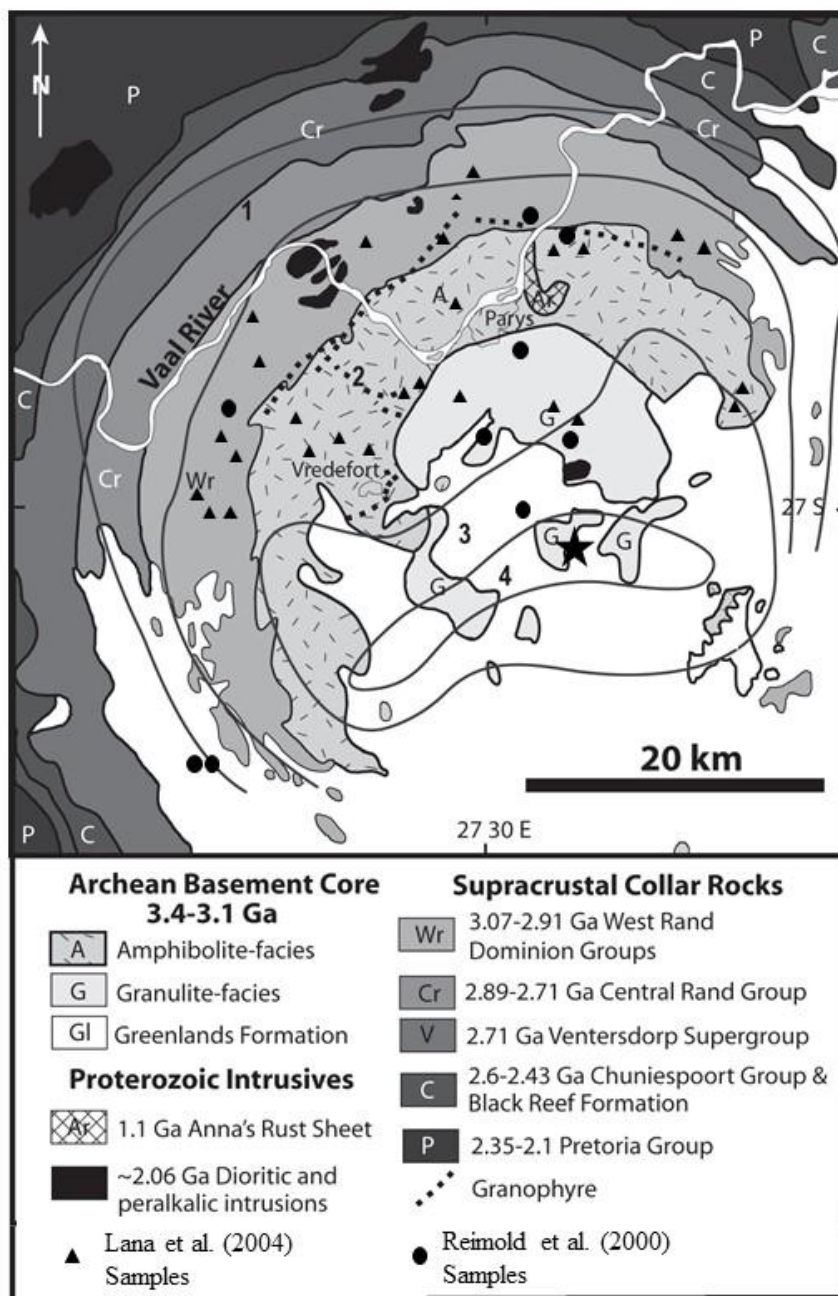 N
P
P
C
C
Cr
Cr
1
Vaal River
A
Ar
Parys
2
C
G
Vredefort
Wr
Cr
27 S
3
G
G
4
G
20 km
P
C
27 30 E
Archean Basement Core
3.4-3.1 Ga
A Amphibolite-facies
G Granulite-facies
Gl Greenlands Formation
Proterozoic Intrusives
Ar 1.1 Ga Anna's Rust Sheet
~2.06 Ga Dioritic and
peralkalic intrusions
Lana et al. (2004)
Samples
Supracrustal Collar Rocks
Wr 3.07-2.91 Ga West Rand
Dominion Groups
Cr 2.89-2.71 Ga Central Rand Group
V 2.71 Ga Ventersdorp Supergroup
C 2.6-2.43 Ga Chuniespoort Group &
Black Reef Formation
P 2.35-2.1 Pretoria Group
Granophyre
Reimold et al. (2000)
Samples